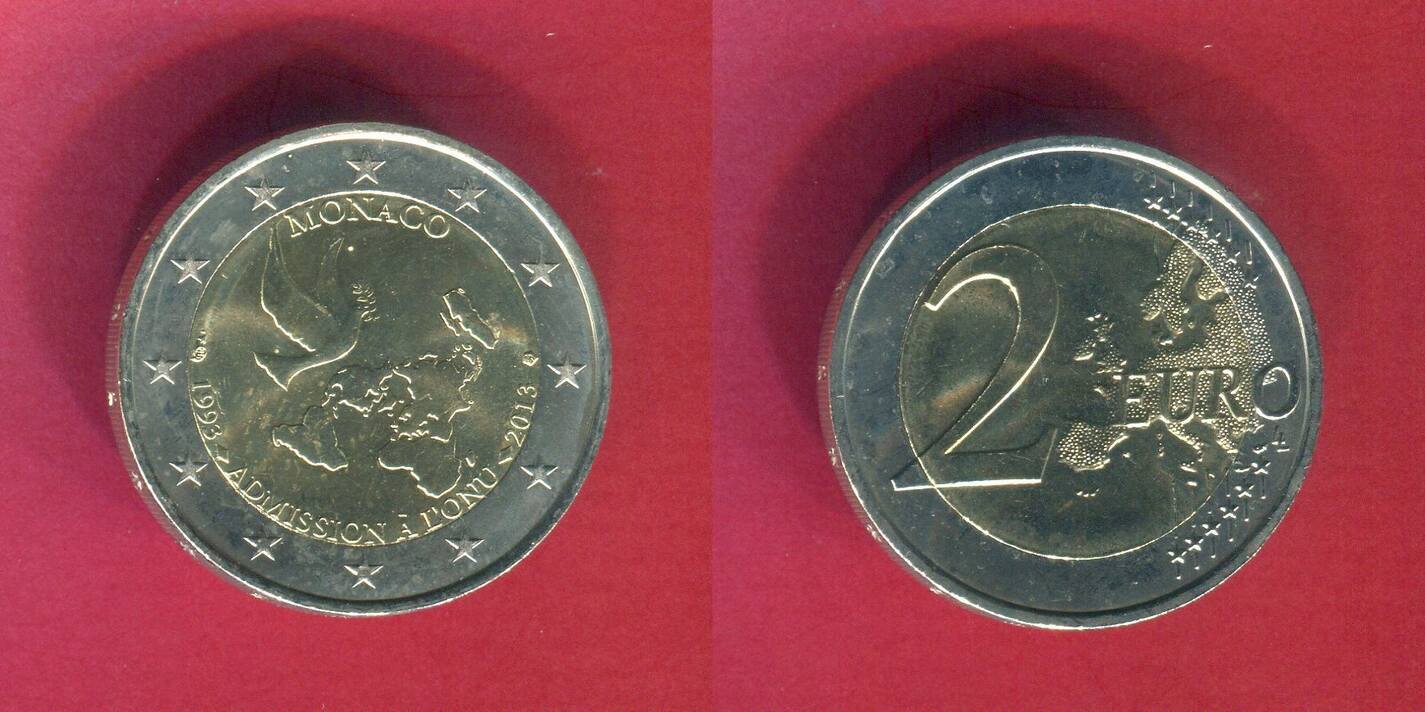 MONACO
1993 - ADMISSION À L'ONU - 2013
2 EURO